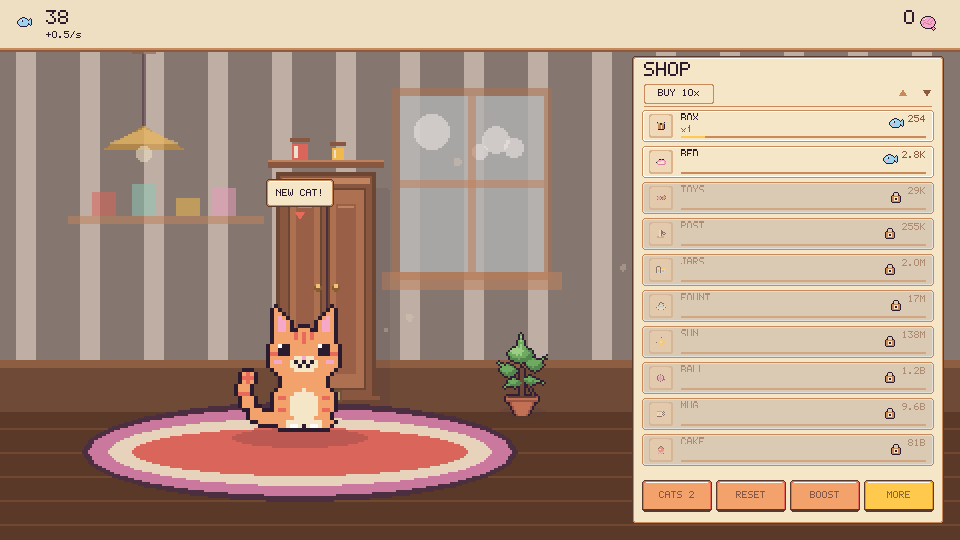 38
+0.5/s
0
SHOP
BUY 10x
BOX
254
x1
BED
2.8K
TOYS
29K
POST
255K
JARS
2.0M
FOUNT
17M
SUN
138M
BALL
1.2B
MUG
9.6B
CAKE
81B
NEW CAT!
CATS 2
RESET
BOOST
MORE